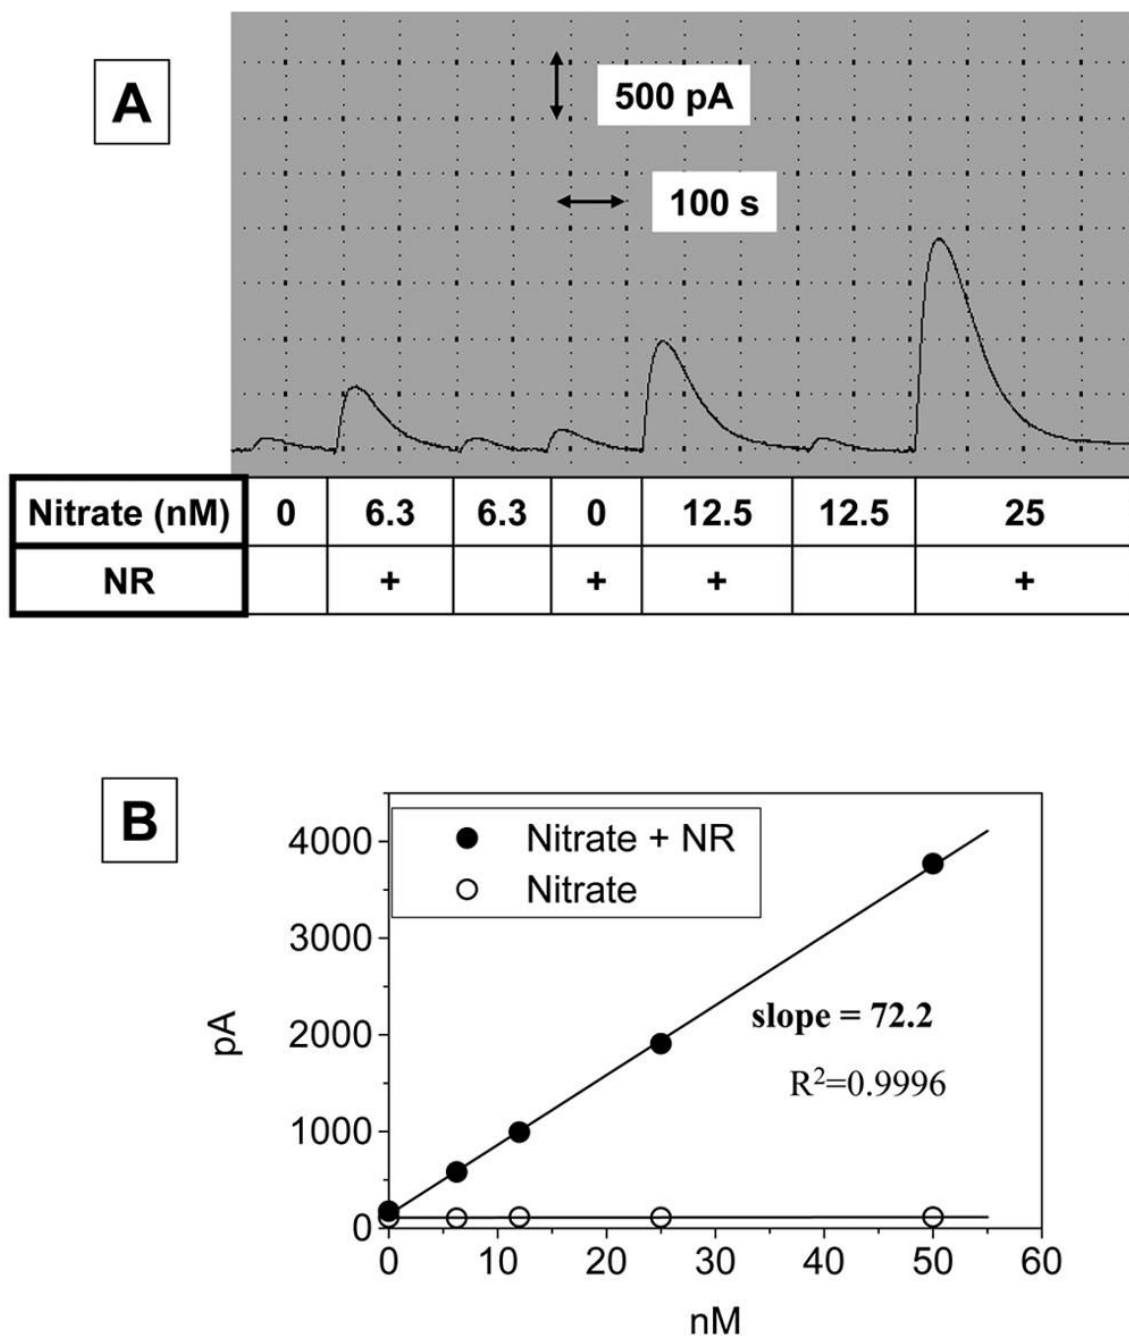 A
500 pA
100 s
Nitrate (nM) 0 6.3 6.3 0 12.5 12.5 25
NR + + + +
B
Nitrate + NR
Nitrate
4000
3000
2000
1000
0
pA
slope = 72.2
R²=0.9996
0 10 20 30 40 50 60
nM